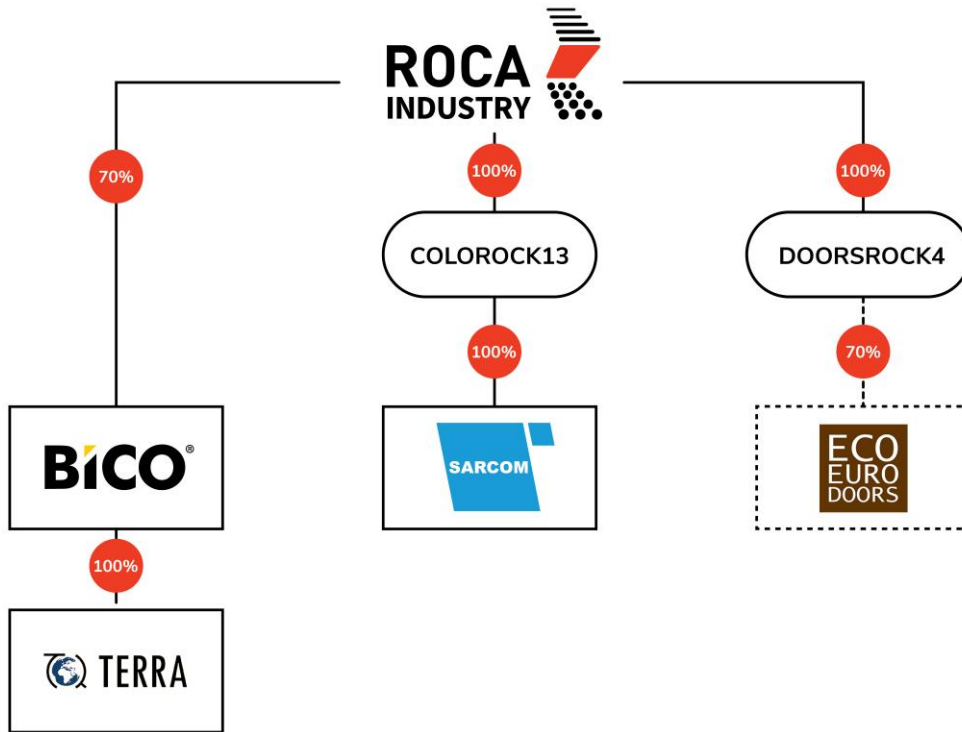 ROCA
INDUSTRY
70%
100%
100%
COLOROCK13
DOORSROCK4
100%
70%
BICO®
SARCOM
ECO
EURO
DOORS
100%
TERRA